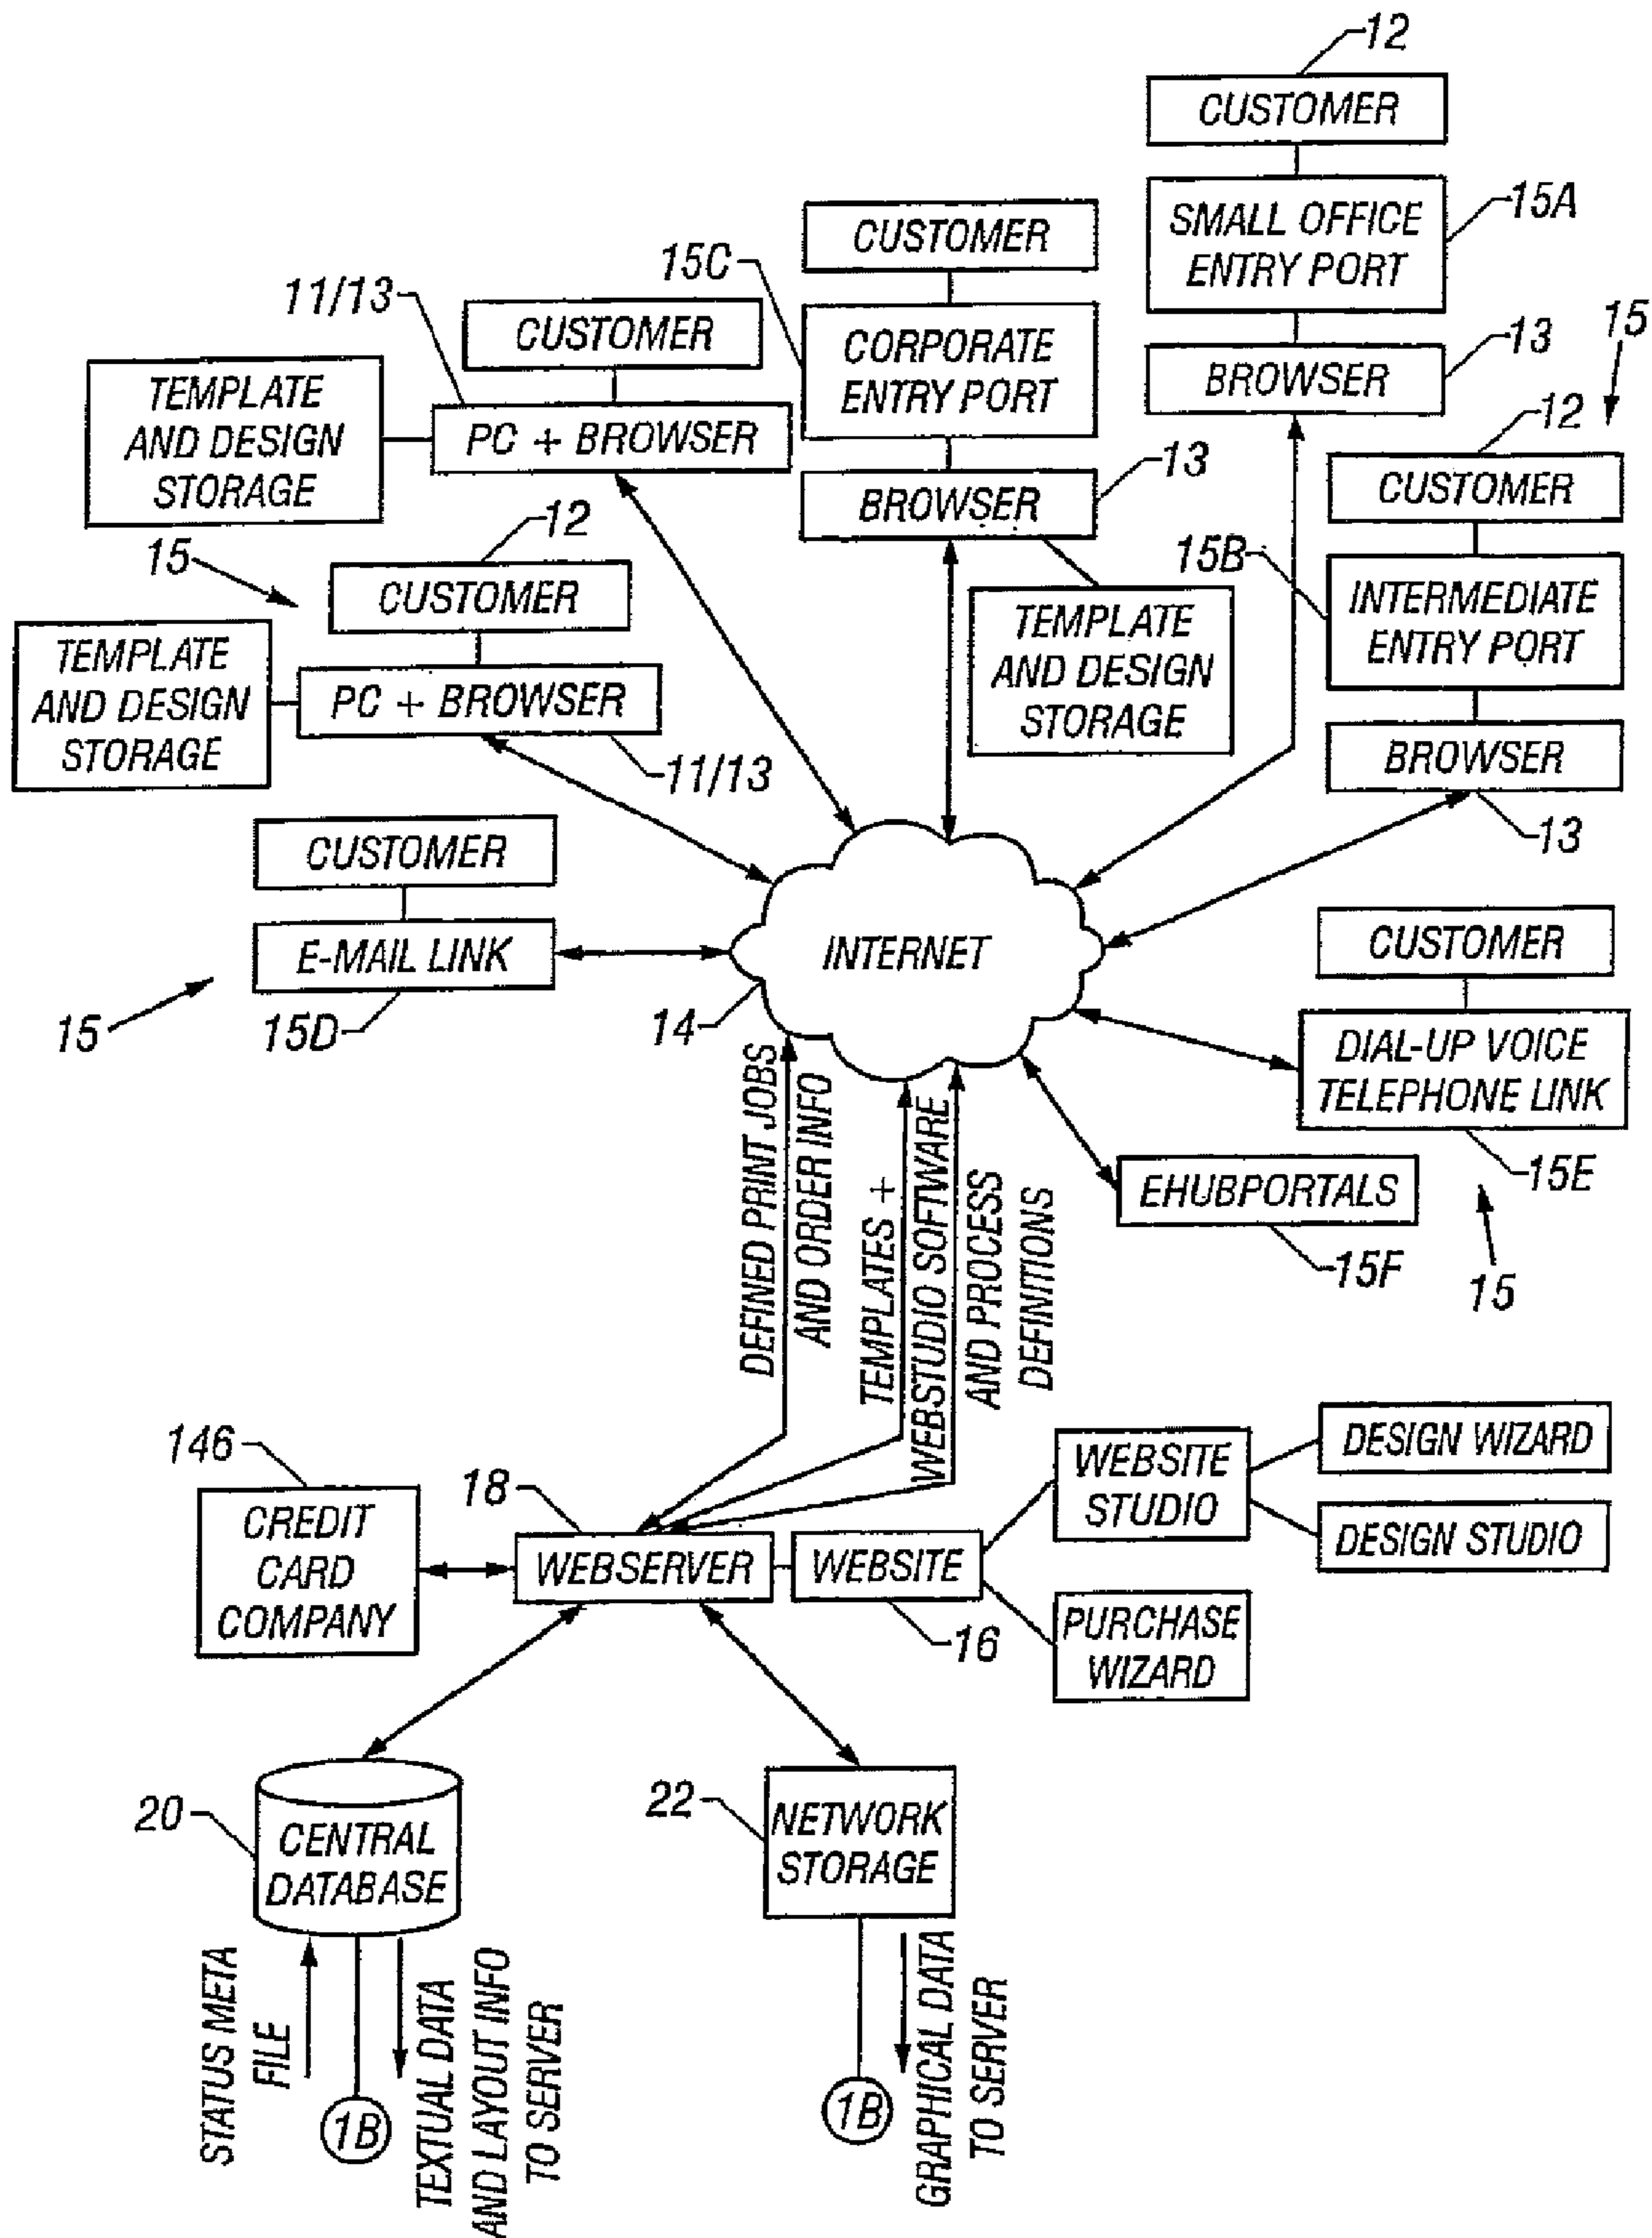 12
CUSTOMER
SMALL OFFICE
ENTRY PORT
15A
BROWSER
13
15
CUSTOMER
15C
CORPORATE
ENTRY PORT
BROWSER
13
TEMPLATE
AND DESIGN
STORAGE
11/13
CUSTOMER
PC + BROWSER
TEMPLATE
AND DESIGN
STORAGE
12
CUSTOMER
15B
INTERMEDIATE
ENTRY PORT
BROWSER
13
15
12
CUSTOMER
TEMPLATE
AND DESIGN
STORAGE
PC + BROWSER
11/13
CUSTOMER
E-MAIL LINK
15D
15
INTERNET
14
CUSTOMER
DIAL-UP VOICE
TELEPHONE LINK
15E
15
EHUBPORTALS
15F
DEFINED PRINT JOBS
AND ORDER INFO
TEMPLATES +
WEBSTUDIO SOFTWARE
AND PROCESS
DEFINITIONS
146
CREDIT
CARD
COMPANY
18
WEBSERVER
WEBSITE
16
WEBSITE
STUDIO
DESIGN WIZARD
DESIGN STUDIO
PURCHASE
WIZARD
20
CENTRAL
DATABASE
22
NETWORK
STORAGE
STATUS META
FILE
1B
TEXTUAL DATA
AND LAYOUT INFO
TO SERVER
1B
GRAPHICAL DATA
TO SERVER